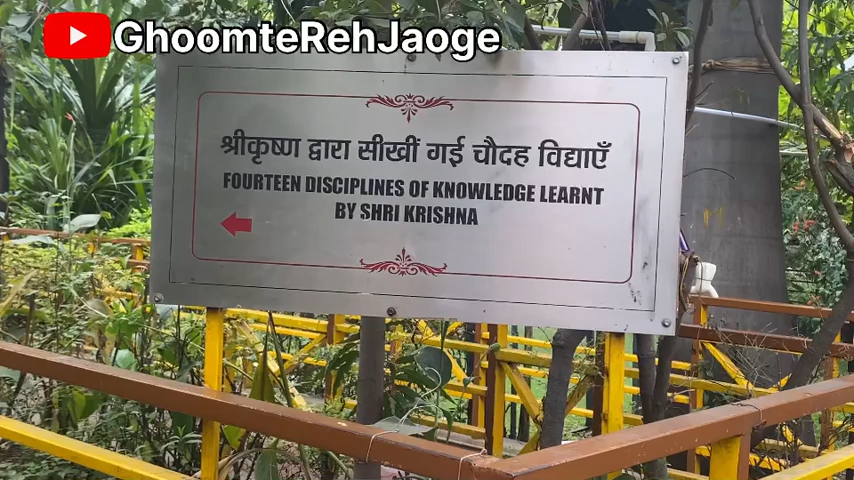 GhoomteRehJaoge
श्रीकृष्ण द्वारा सीखीं गई चौदह विद्याएँ
FOURTEEN DISCIPLINES OF KNOWLEDGE LEARNT
BY SHRI KRISHNA